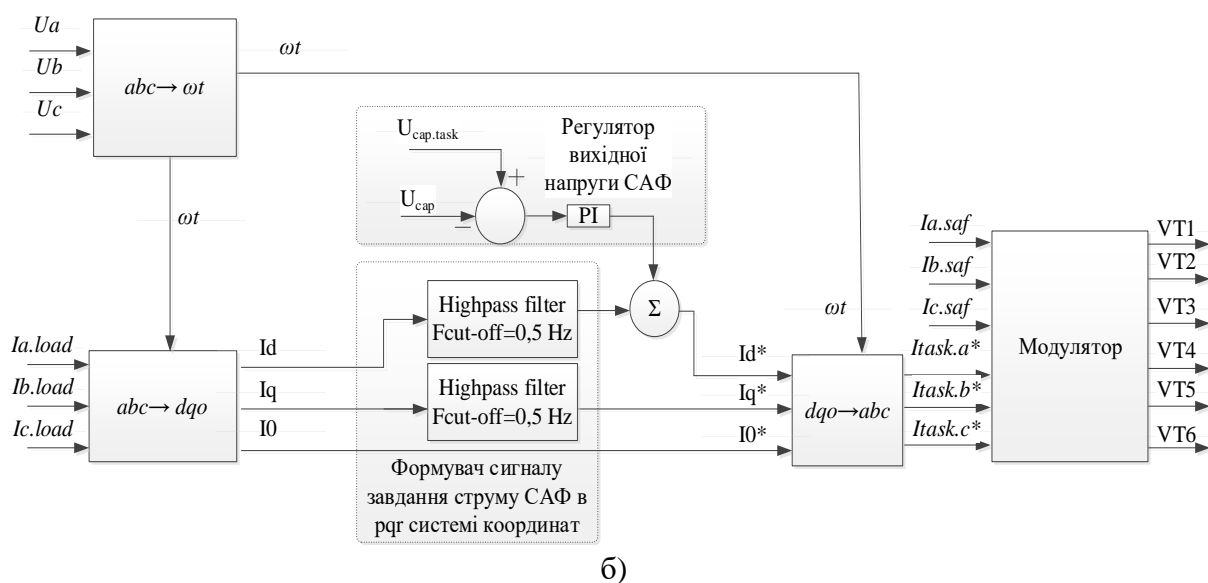 Ua
Ub
Uc
abc→ ωt
ωt
ωt
U cap.task
+
U cap
−
PI
Регулятор
вихідної
напруги САФ
Ia.load
Ib.load
Ic.load
abc→ dqo
Id
Iq
I0
Highpass filter
Fcut-off=0,5 Hz
Highpass filter
Fcut-off=0,5 Hz
Формувач сигналу
завдання струму САФ в
pqr системі координат
Σ
ωt
Id*
Iq*
I0*
dqo→abc
Ia.saf
Ib.saf
Ic.saf
Itask.a*
Itask.b*
Itask.c*
Модулятор
VT1
VT2
VT3
VT4
VT5
VT6
б)